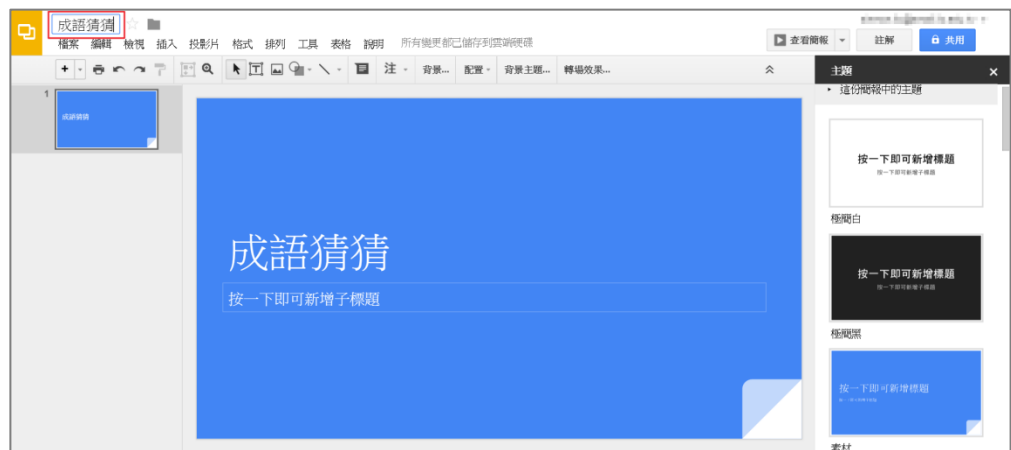 成語猜猜
檔案 編輯 檢視 插入 投影片 格式 排列 工具 表格 說明 所有變更都已儲存到雲端硬碟
查看簡報 註解 共用
注 背景... 配置 背景主題... 轉場效果...
主題
這份簡報中的主題
1
成語猜猜
成語猜猜
按一下即可新增子標題
按一下即可新增標題
按一下即可新增子標題
極簡白
按一下即可新增標題
按一下即可新增子標題
極簡黑
按一下即可新增標題
素材